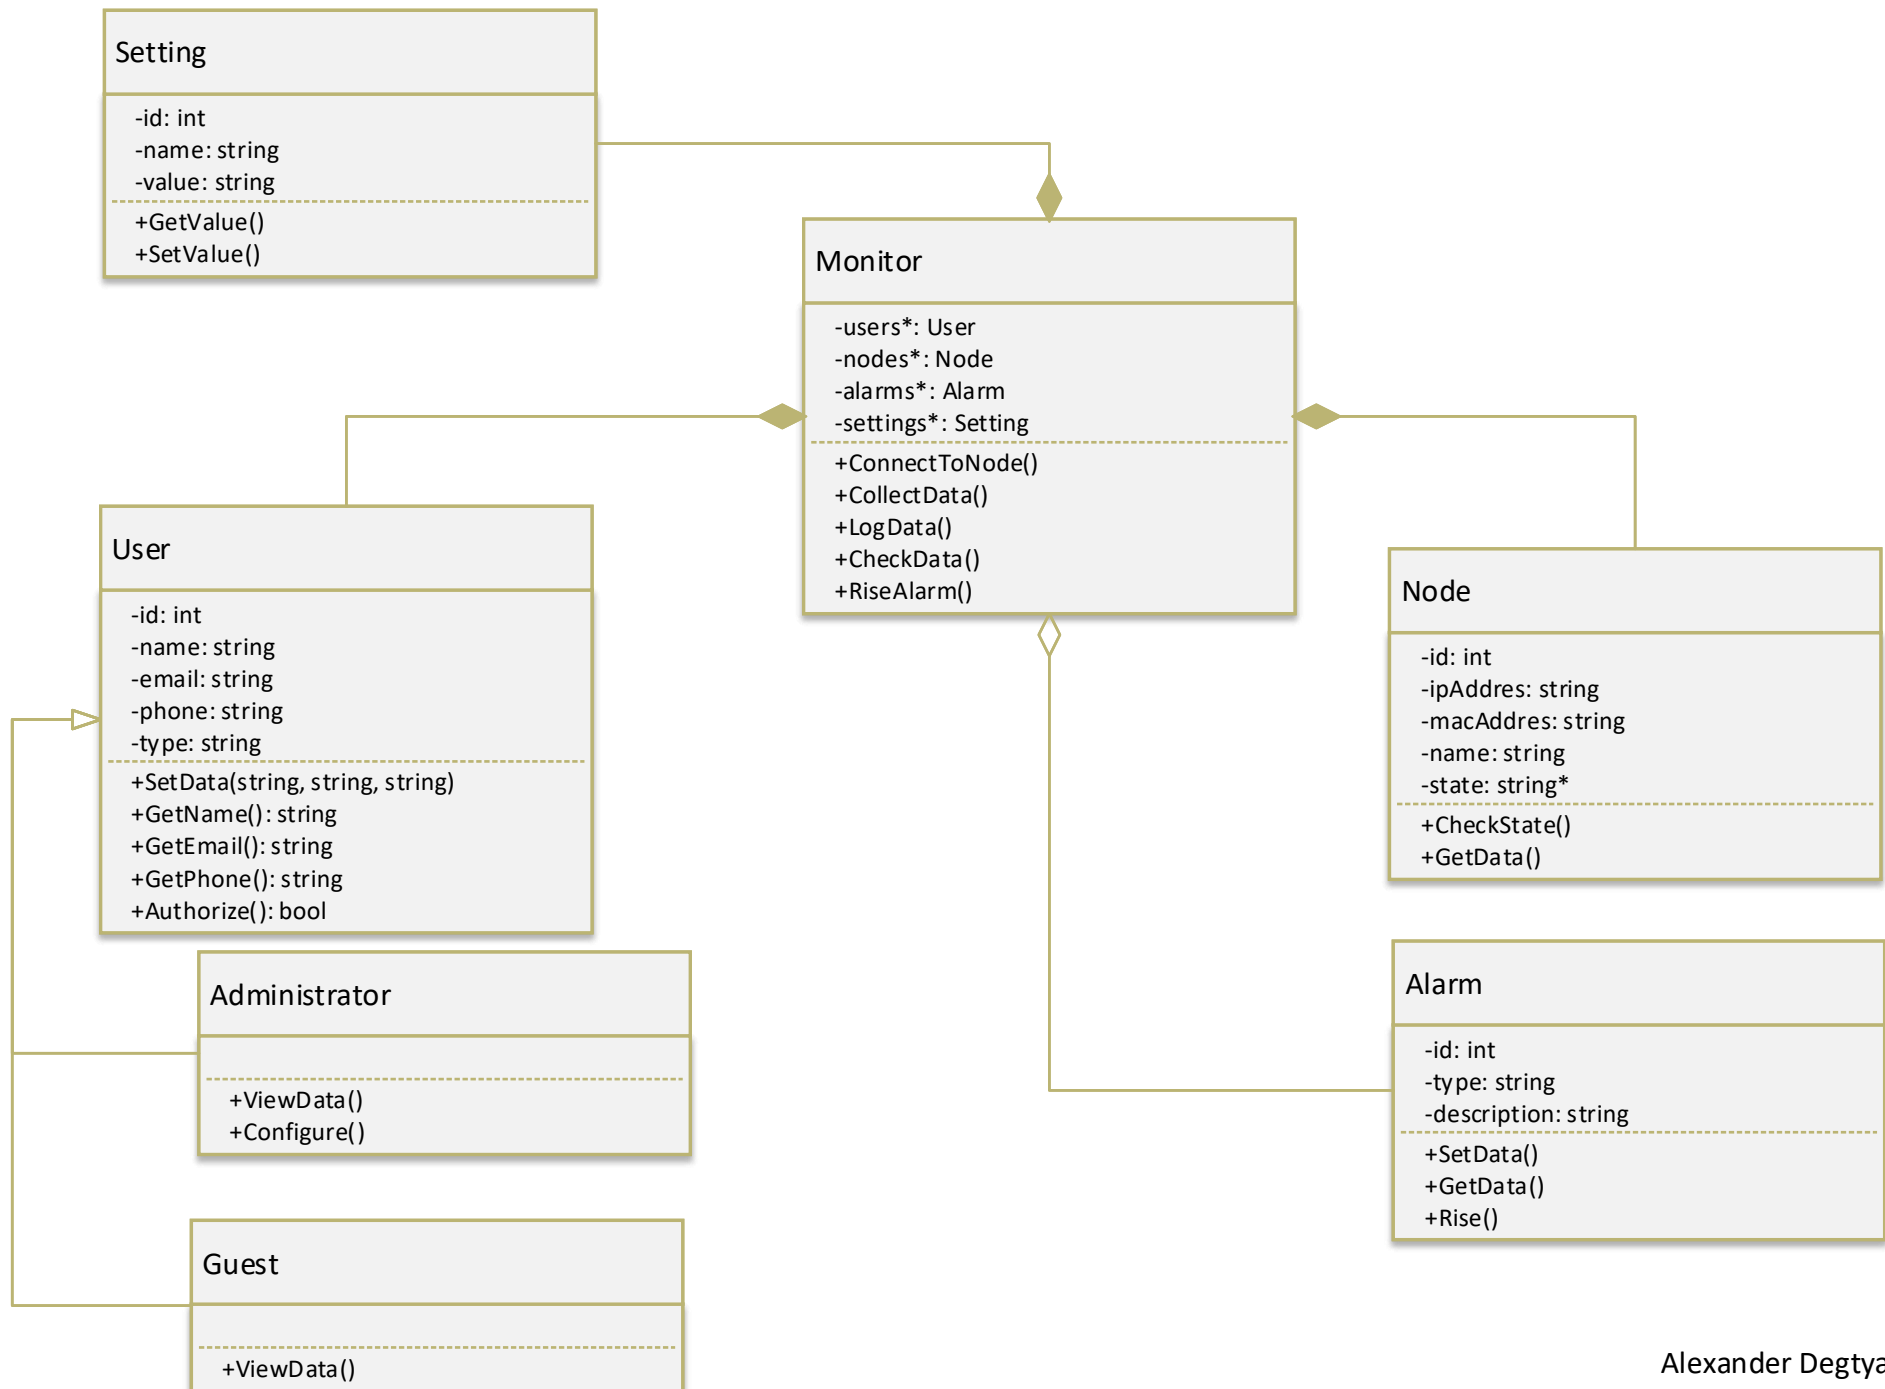 Setting
-id: int
-name: string
-value: string
+GetValue()
+SetValue()
Monitor
-users*: User
-nodes*: Node
-alarms*: Alarm
-settings*: Setting
+ConnectToNode()
+CollectData()
+LogData()
+CheckData()
+RiseAlarm()
User
-id: int
-name: string
-email: string
-phone: string
-type: string
+SetData(string, string, string)
+GetName(): string
+GetEmail(): string
+GetPhone(): string
+Authorize(): bool
Node
-id: int
-ipAddres: string
-macAddres: string
-name: string
-state: string*
+CheckState()
+GetData()
Administrator
+ViewData()
+Configure()
Alarm
-id: int
-type: string
-description: string
+SetData()
+GetData()
+Rise()
Guest
+ViewData()
Alexander Degtya